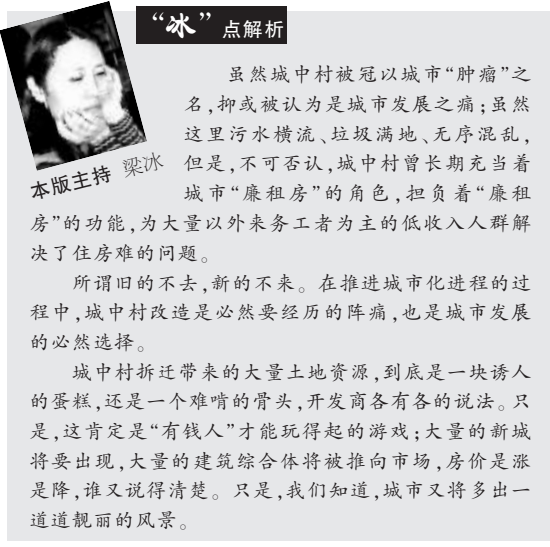 “冰”点解析
虽然城中村被冠以城市“肿瘤”之
名,抑或被认为是城市发展之痛;虽然
这里污水横流、垃圾满地、无序混乱,
但是,不可否认,城中村曾长期充当着
城市“廉租房”的角色,担负着“廉租
本版主持 梁冰
房”的功能,为大量以外来务工者为主的低收入人群解
决了住房难的问题。
所谓旧的不去,新的不来。在推进城市化进程的过
程中,城中村改造是必然要经历的阵痛,也是城市发展
的必然选择。
城中村拆迁带来的大量土地资源,到底是一块诱人
的蛋糕,还是一个难啃的骨头,开发商各有各的说法。只
是,这肯定是“有钱人”才能玩得起的游戏;大量的新城
将要出现,大量的建筑综合体将被推向市场,房价是涨
是降,谁又说得清楚。只是,我们知道,城市又将多出一
道道靓丽的风景。